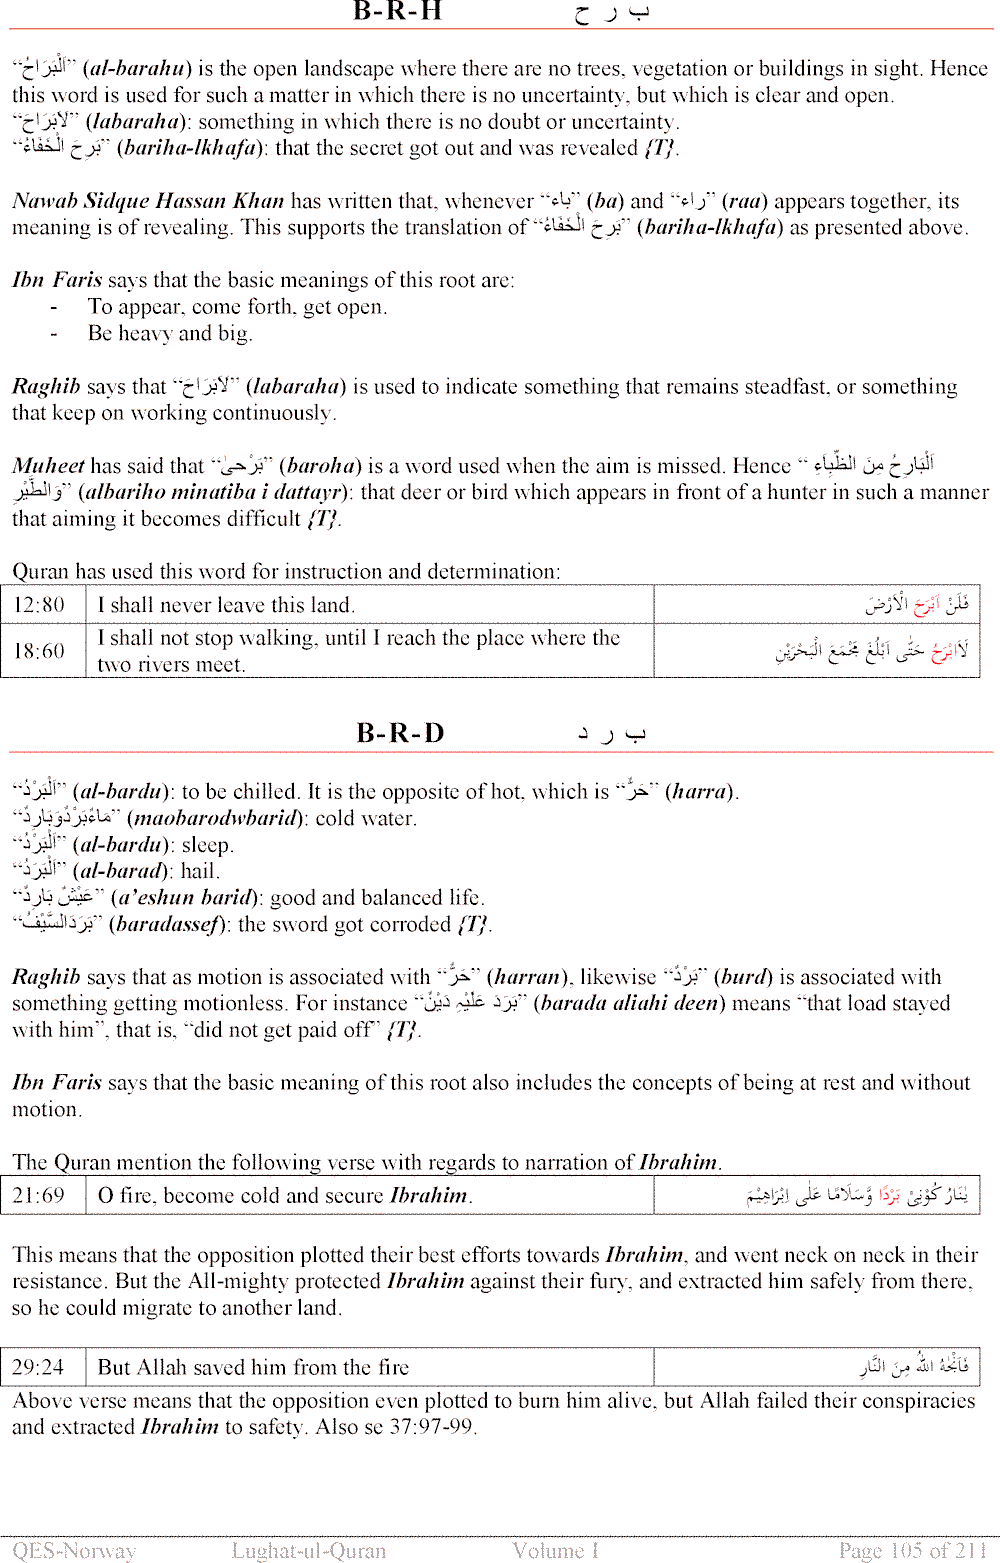 B-R-H ب ر ح
“اَلْبَرَاحُ” (al-barahu) is the open landscape where there are no trees, vegetation or buildings in sight. Hence
this word is used for such a matter in which there is no uncertainty, but which is clear and open.
“لَابَرَاحَ” (labaraha): something in which there is no doubt or uncertainty.
“بَرِحَ الْخَفَاءُ” (bariha-lkhafa): that the secret got out and was revealed {T}.
Nawab Sidque Hassan Khan has written that, whenever “باء” (ba) and “راء” (raa) appears together, its
meaning is of revealing. This supports the translation of “بَرِحَ الْخَفَاءُ” (bariha-lkhafa) as presented above.
Ibn Faris says that the basic meanings of this root are:
- To appear, come forth, get open.
- Be heavy and big.
Raghib says that “لَابَرَاحَ” (labaraha) is used to indicate something that remains steadfast, or something
that keep on working continuously.
Muheet has said that “بَرْحىٰ” (baroha) is a word used when the aim is missed. Hence “اَلْبَارِحُ مِنَ الظِّبَاءِ
وَالطَّيْرِ” (albariho minatiba i dattayr): that deer or bird which appears in front of a hunter in such a manner
that aiming it becomes difficult {T}.
Quran has used this word for instruction and determination:
12:80 I shall never leave this land. فَلَنْ اَبْرَحَ الْاَرْضَ
18:60 I shall not stop walking, until I reach the place where the two rivers meet. لَااَبْرَحُ حَتّٰى اَبْلُغَ مَجْمَعَ الْبَحْرَيْنِ
B-R-D ب ر د
“اَلْبَرْدُ” (al-bardu): to be chilled. It is the opposite of hot, which is “حَرٌّ” (harra).
“مَاءٌبَرْدٌوَبَارِدٌ” (maobarodwbarid): cold water.
“اَلْبَرْدُ” (al-bardu): sleep.
“اَلْبَرَدُ” (al-barad): hail.
“عَيْشٌ بَارِدٌ” (a’eshun barid): good and balanced life.
“بَرَدَالسَّيْفُ” (baradassef): the sword got corroded {T}.
Raghib says that as motion is associated with “حَرٌّ” (harran), likewise “بَرْدٌ” (burd) is associated with
something getting motionless. For instance “بَرَدَ عَلَيْہِ دَيْنٌ” (barada aliahi deen) means “that load stayed
with him”, that is, “did not get paid off” {T}.
Ibn Faris says that the basic meaning of this root also includes the concepts of being at rest and without
motion.
The Quran mention the following verse with regards to narration of Ibrahim.
21:69 O fire, become cold and secure Ibrahim. يٰنَارُ كُوْنِىْ بَرْدًا وَّسَلَامًا عَلٰى اِبْرَاهِيْمَ
This means that the opposition plotted their best efforts towards Ibrahim, and went neck on neck in their
resistance. But the All-mighty protected Ibrahim against their fury, and extracted him safely from there,
so he could migrate to another land.
29:24 But Allah saved him from the fire فَاَنْجٰهُ اللهُ مِنَ النَّارِ
Above verse means that the opposition even plotted to burn him alive, but Allah failed their conspiracies
and extracted Ibrahim to safety. Also se 37:97-99.
QES-Norway Lughat-ul-Quran Volume I Page 105 of 211